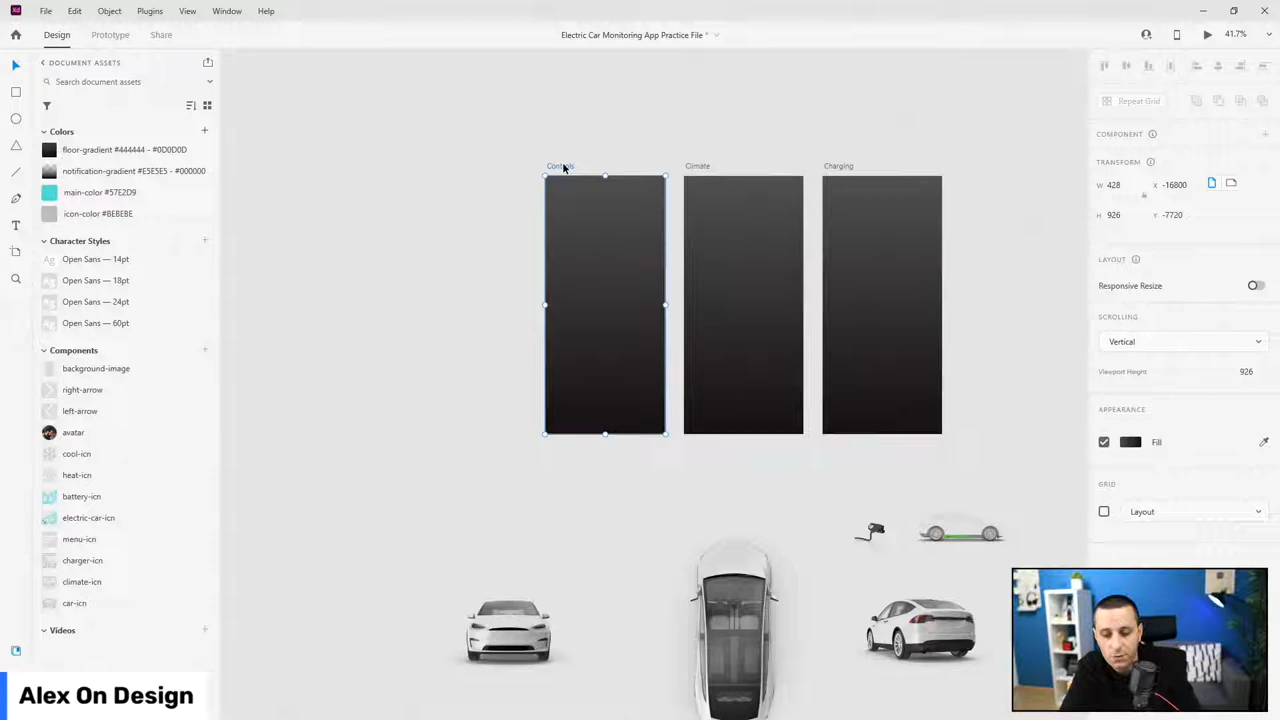 Xd
File Edit Object Plugins View Window Help
Design Prototype Share
Electric Car Monitoring App Practice File *
41.7%
DOCUMENT ASSETS
Search document assets
Colors
floor-gradient #444444 - #0D0D0D
notification-gradient #E5E5E5 - #000000
main-color #57E2D9
icon-color #BEBEBE
Character Styles
Ag Open Sans — 14pt
Open Sans — 18pt
Open Sans — 24pt
Open Sans — 60pt
Components
background-image
right-arrow
left-arrow
avatar
cool-icn
heat-icn
battery-icn
electric-car-icn
menu-icn
charger-icn
climate-icn
car-icn
Videos
Controls
Climate
Charging
Repeat Grid
COMPONENT
TRANSFORM
W 428 X -16800
H 926 Y -7720
LAYOUT
Responsive Resize
SCROLLING
Vertical
Viewport Height 926
APPEARANCE
Fill
GRID
Layout
Alex On Design